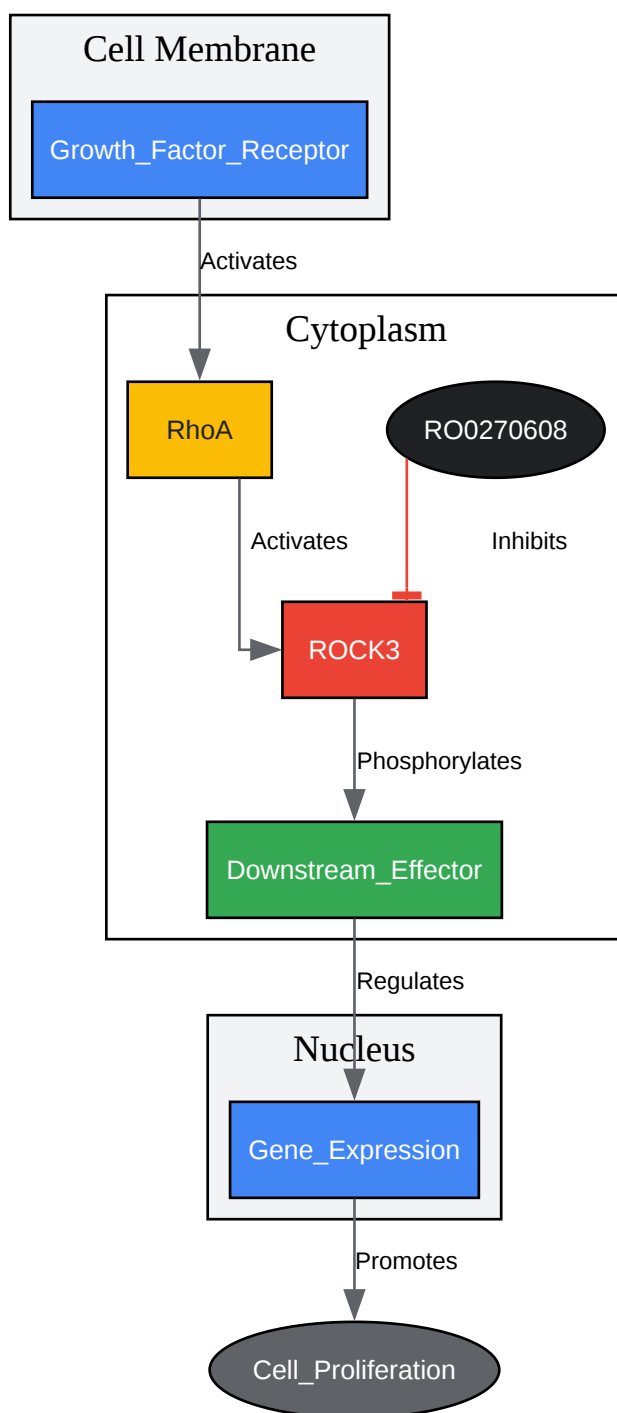 Cell Membrane
Growth_Factor_Receptor
Activates
Cytoplasm
RhoA
RO0270608
Activates
Inhibits
ROCK3
Phosphorylates
Downstream_Effector
Regulates
Nucleus
Gene_Expression
Promotes
Cell_Proliferation